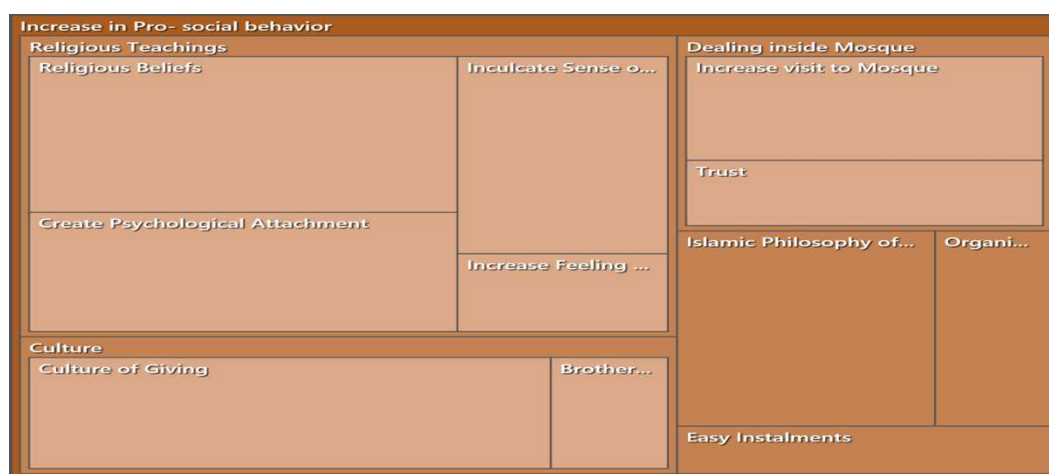 Increase in Pro- social behavior
Religious Teachings
Religious Beliefs
Inculcate Sense o...
Create Psychological Attachment
Increase Feeling ...
Culture
Culture of Giving
Brother...
Dealing inside Mosque
Increase visit to Mosque
Trust
Islamic Philosophy of...
Organi...
Easy Instalments